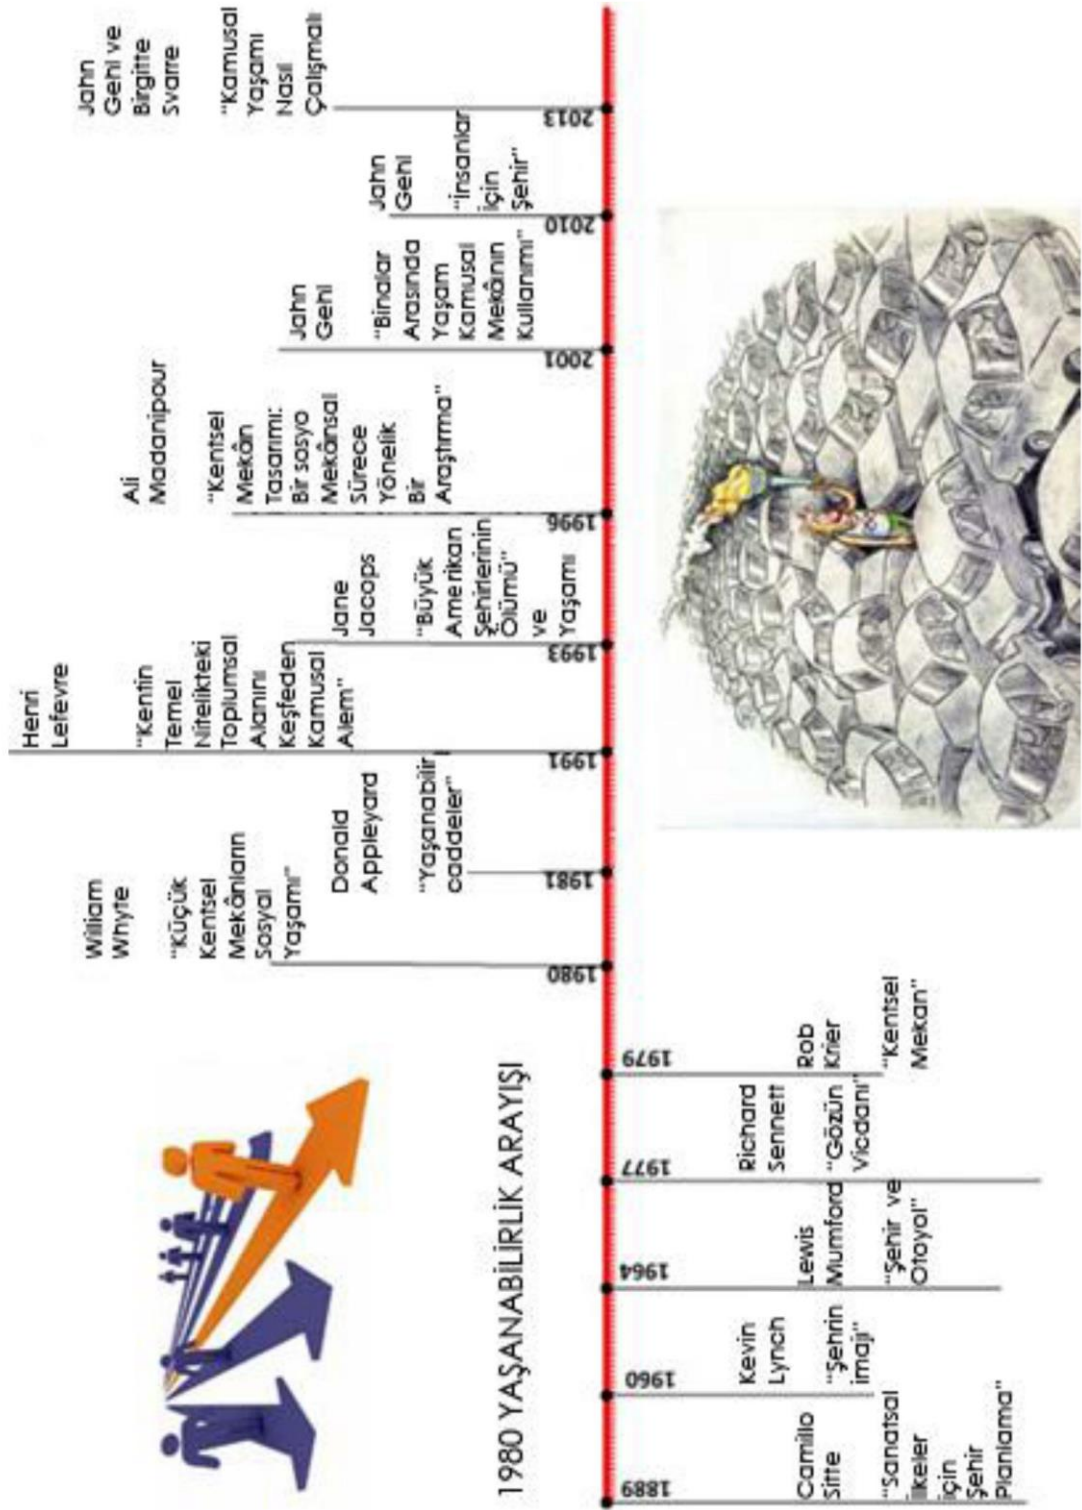 1980 YAŞANABİLİRLİK ARAYIŞI
1889
Camillo
Sitte
"Sanatsal
ilkeler
için
Şehir
Planlama"
1960
Kevin
Lynch
"Şehrin
imajı"
1964
Lewis
Mumford
"Şehir ve
Otoyol"
1977
Richard
Sennett
"Gözün
Vicdanı"
1979
Rob
Krier
"Kentsel
Mekan"
1980
William
Whyte
"Küçük
Kentsel
Mekânların
Sosyal
Yaşamı"
1981
Donald
Appleyard
"Yaşanabilir
caddeler"
1991
Henri
Lefevre
"Kentin
Temel
Nitelikteki
Toplumsal
Alanını
Keşfeden
Kamusal
Alem"
1993
Jane
Jacops
"Büyük
Amerikan
Şehirlerinin
Ölümü"
ve
Yaşamı
1996
Ali
Madanipour
"Kentsel
Mekân
Tasarımı:
Bir sosyo
Mekânsal
Sürece
Yönelik
Bir
Araştırma"
2001
Jahn
Gehl
"Binalar
Arasında
Yaşam
Kamusal
Mekânın
Kullanımı"
2010
Jahn
Gehl
"İnsanlar
için
Şehir"
2013
Jahn
Gehl ve
Birgitte
Svarre
"Kamusal
Yaşamı
Nasıl
Çalışmalı